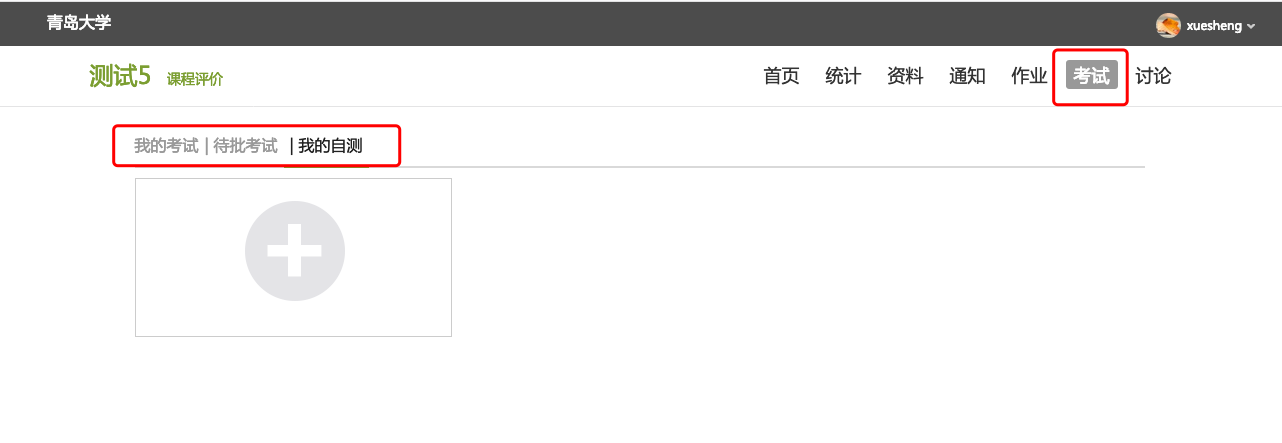 青岛大学
xuesheng
测试5 课程评价
首页 统计 资料 通知 作业 考试 讨论
我的考试 | 待批考试 | 我的自测